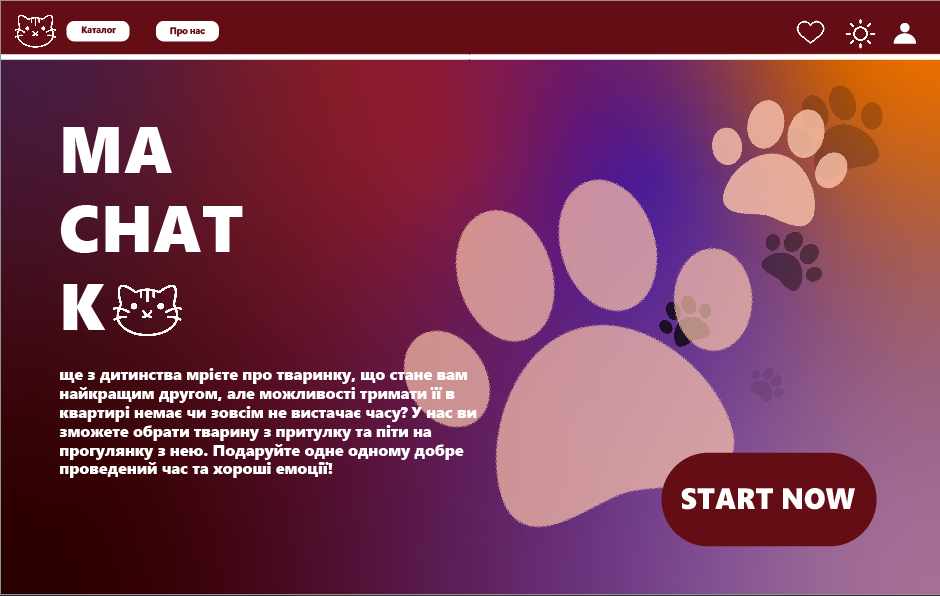 Каталог
Про нас
MA
CHAT
K
ще з дитинства мрієте про тваринку, що стане вам
найкращим другом, але можливості тримати її в
квартирі немає чи зовсім не вистачає часу? У нас ви
зможете обрати тварину з притулку та піти на
прогулянку з нею. Подаруйте одне одному добре
проведений час та хороші емоції!
START NOW